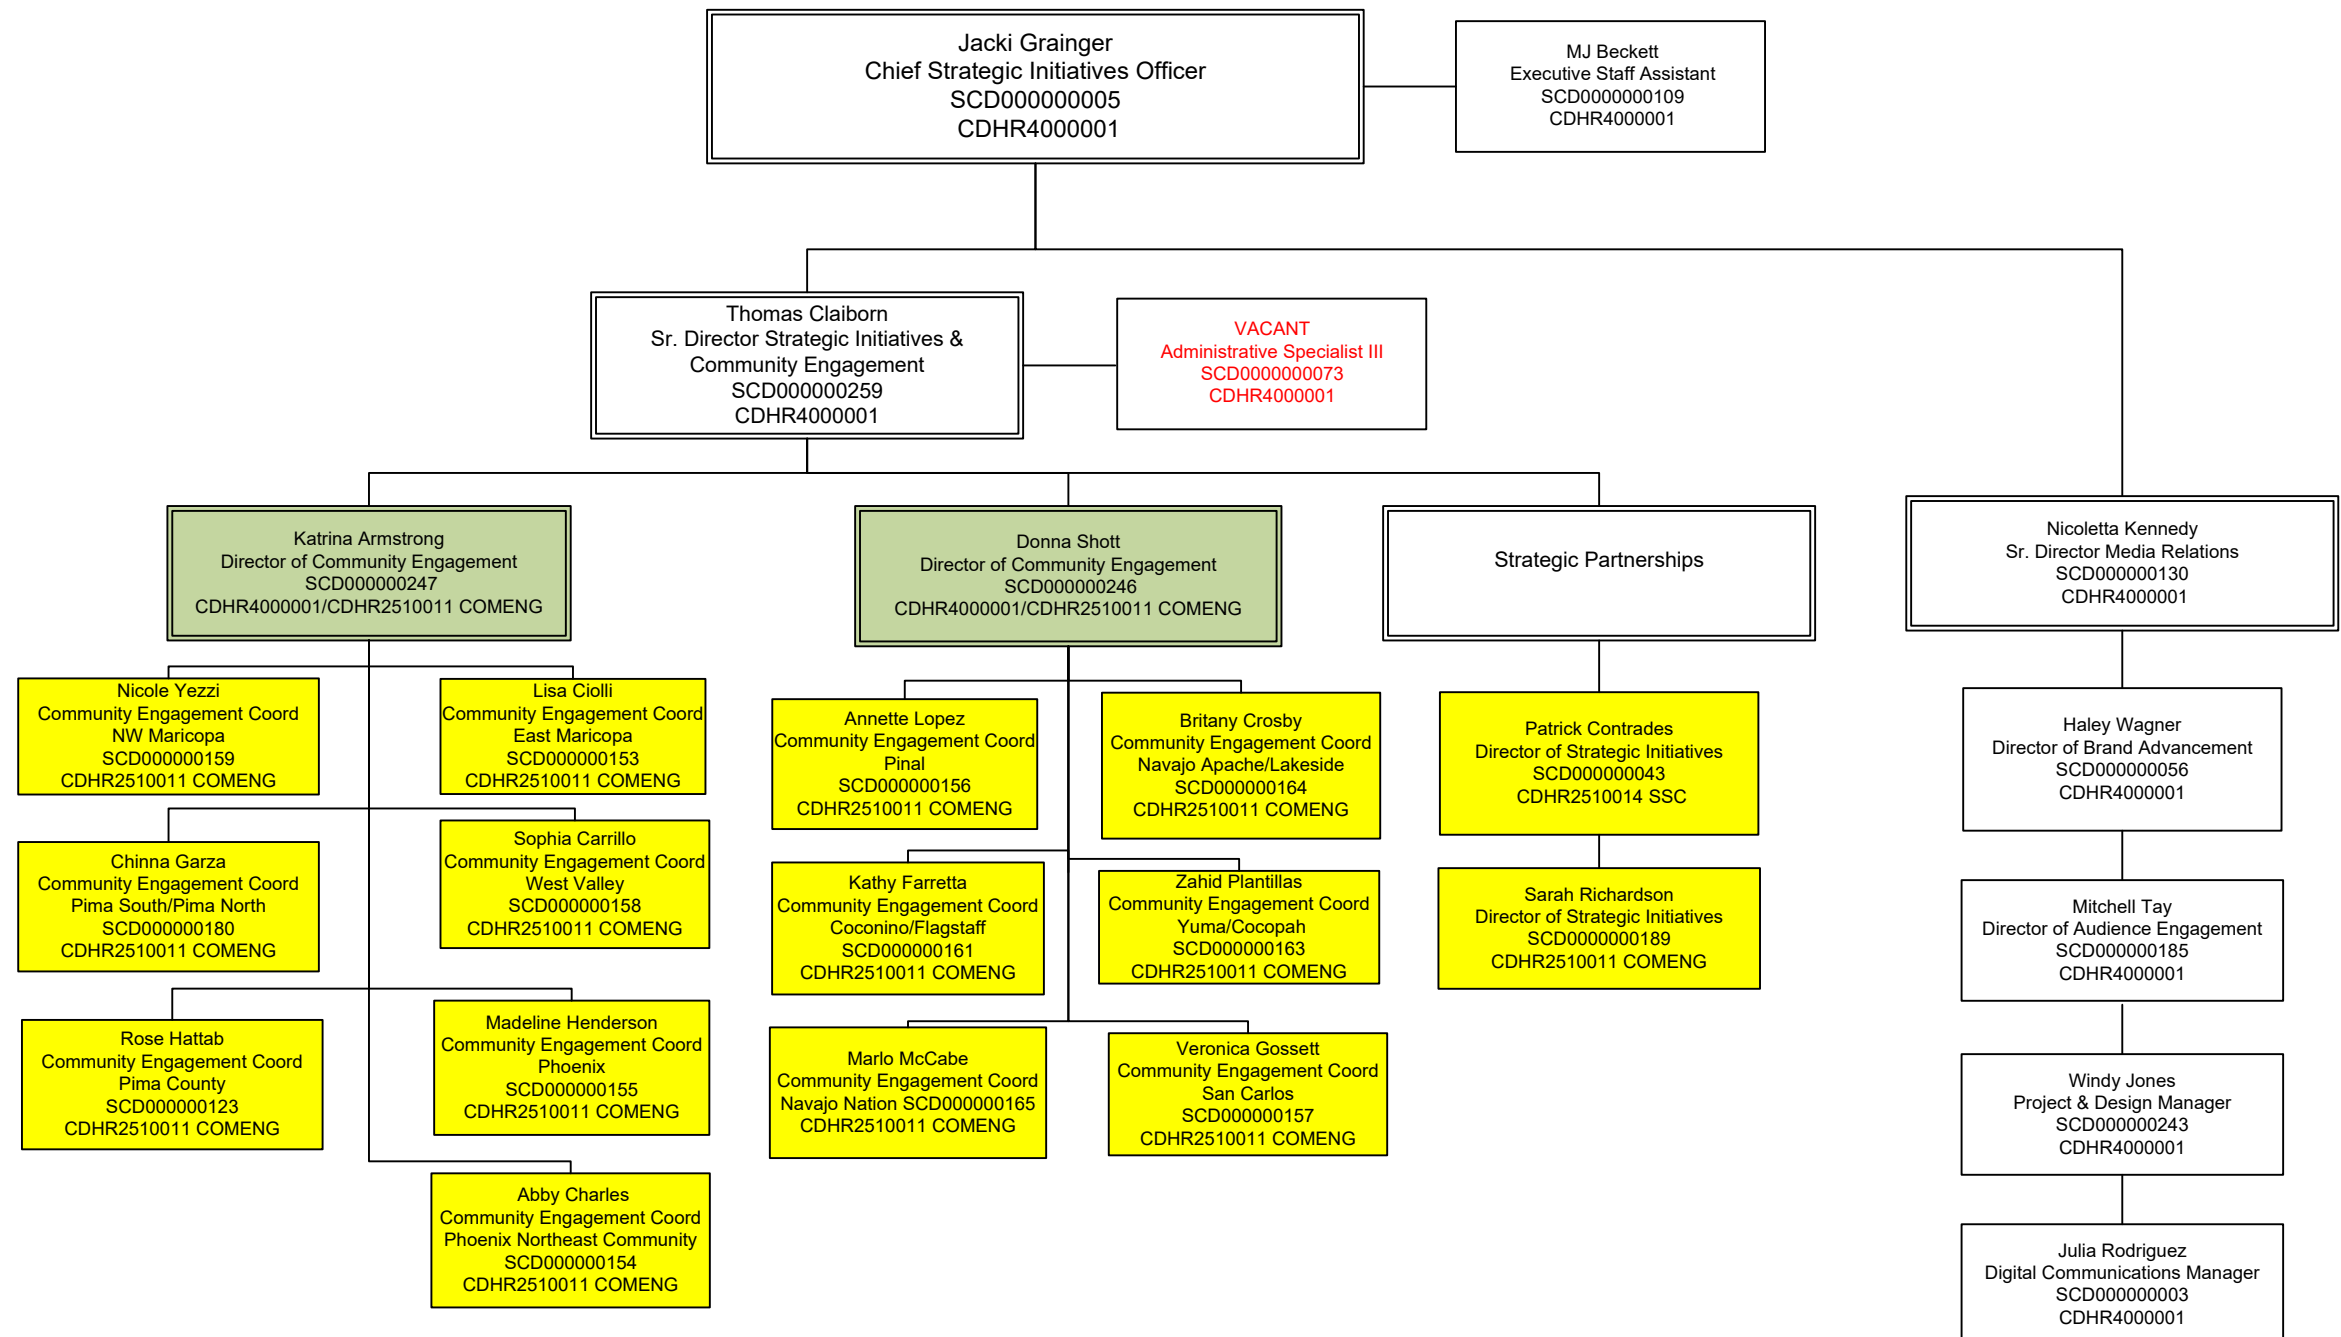 Jacki Grainger
Chief Strategic Initiatives Officer
SCD000000005
CDHR4000001
MJ Beckett
Executive Staff Assistant
SCD0000000109
CDHR4000001
Thomas Claiborn
Sr. Director Strategic Initiatives &
Community Engagement
SCD000000259
CDHR4000001
VACANT
Administrative Specialist III
SCD0000000073
CDHR4000001
Katrina Armstrong
Director of Community Engagement
SCD000000247
CDHR4000001/CDHR2510011 COMENG
Donna Shott
Director of Community Engagement
SCD000000246
CDHR4000001/CDHR2510011 COMENG
Strategic Partnerships
Nicoletta Kennedy
Sr. Director Media Relations
SCD000000130
CDHR4000001
Nicole Yezzi
Community Engagement Coord
NW Maricopa
SCD000000159
CDHR2510011 COMENG
Lisa Ciolli
Community Engagement Coord
East Maricopa
SCD000000153
CDHR2510011 COMENG
Annette Lopez
Community Engagement Coord
Pinal
SCD000000156
CDHR2510011 COMENG
Britany Crosby
Community Engagement Coord
Navajo Apache/Lakeside
SCD000000164
CDHR2510011 COMENG
Patrick Contrades
Director of Strategic Initiatives
SCD000000043
CDHR2510014 SSC
Haley Wagner
Director of Brand Advancement
SCD000000056
CDHR4000001
Chinna Garza
Community Engagement Coord
Pima South/Pima North
SCD000000180
CDHR2510011 COMENG
Sophia Carrillo
Community Engagement Coord
West Valley
SCD000000158
CDHR2510011 COMENG
Kathy Farretta
Community Engagement Coord
Coconino/Flagstaff
SCD000000161
CDHR2510011 COMENG
Zahid Plantillas
Community Engagement Coord
Yuma/Cocopah
SCD000000163
CDHR2510011 COMENG
Sarah Richardson
Director of Strategic Initiatives
SCD0000000189
CDHR2510011 COMENG
Mitchell Tay
Director of Audience Engagement
SCD000000185
CDHR4000001
Rose Hattab
Community Engagement Coord
Pima County
SCD000000123
CDHR2510011 COMENG
Madeline Henderson
Community Engagement Coord
Phoenix
SCD000000155
CDHR2510011 COMENG
Marlo McCabe
Community Engagement Coord
Navajo Nation SCD000000165
CDHR2510011 COMENG
Veronica Gossett
Community Engagement Coord
San Carlos
SCD000000157
CDHR2510011 COMENG
Windy Jones
Project & Design Manager
SCD000000243
CDHR4000001
Abby Charles
Community Engagement Coord
Phoenix Northeast Community
SCD000000154
CDHR2510011 COMENG
Julia Rodriguez
Digital Communications Manager
SCD000000003
CDHR4000001